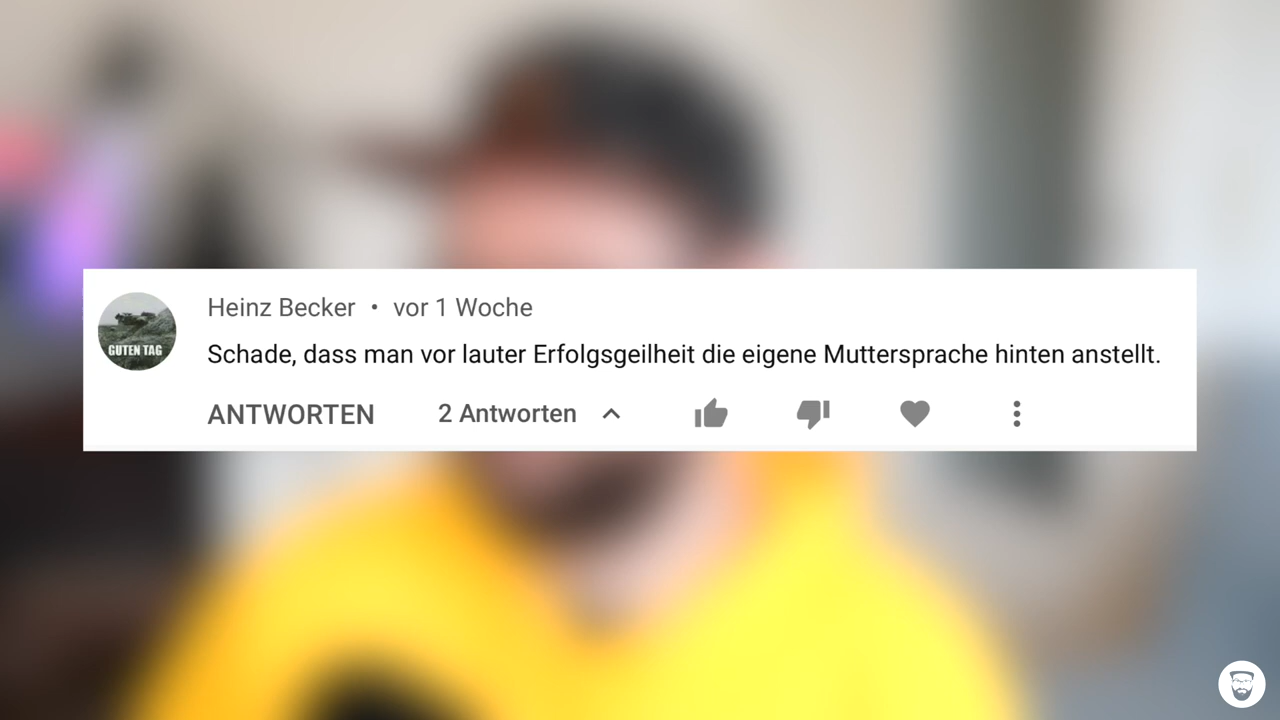 Heinz Becker • vor 1 Woche
GUTEN TAG
Schade, dass man vor lauter Erfolgsgeilheit die eigene Muttersprache hinten anstellt.
ANTWORTEN 2 Antworten